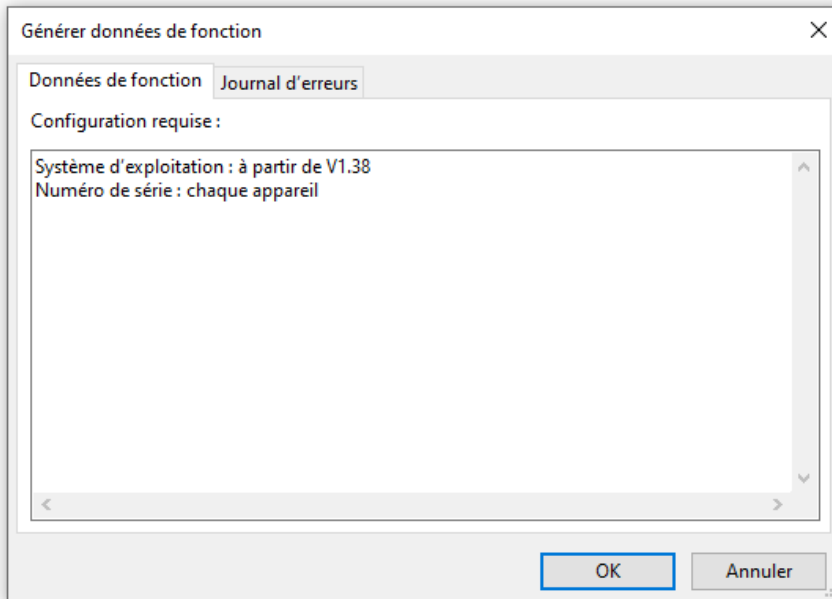 Générer données de fonction
Données de fonction
Journal d'erreurs
Configuration requise :
Système d'exploitation : à partir de V1.38
Numéro de série : chaque appareil
OK
Annuler